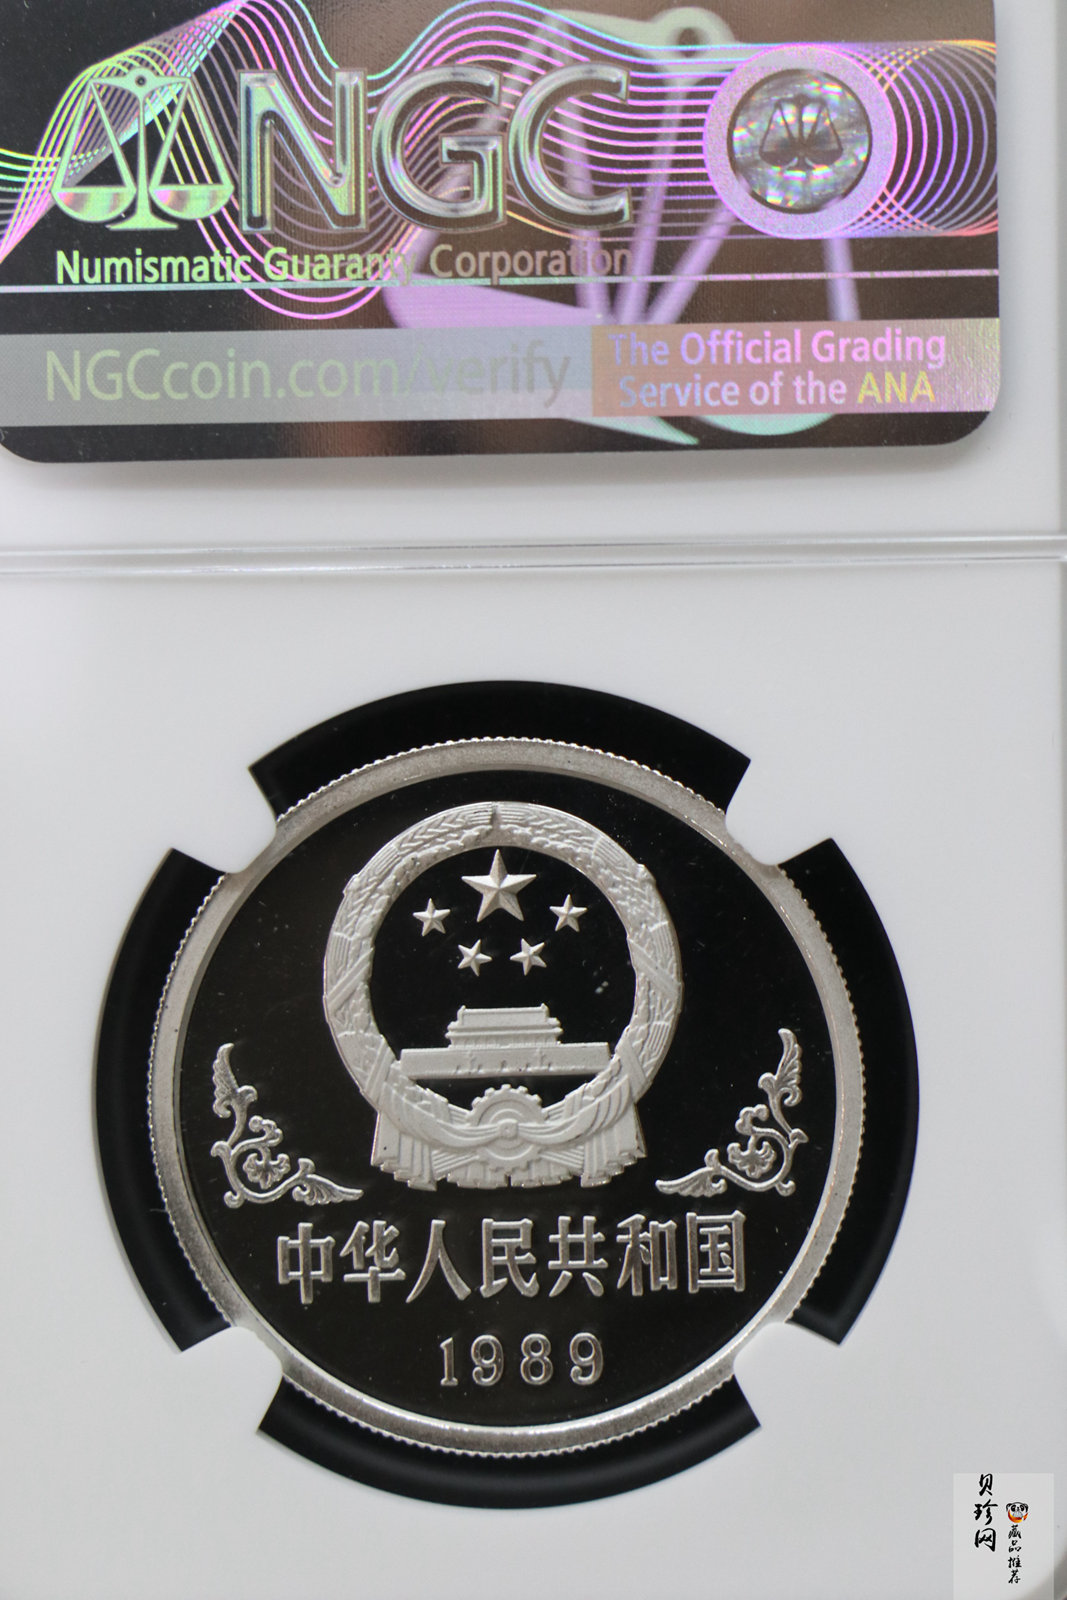 NGC
Numismatic Guaranty Corporation
NGCcoin.com/verify
The Official Grading
Service of the ANA
中华人民共和国
1989
贝珍网
藏品推荐